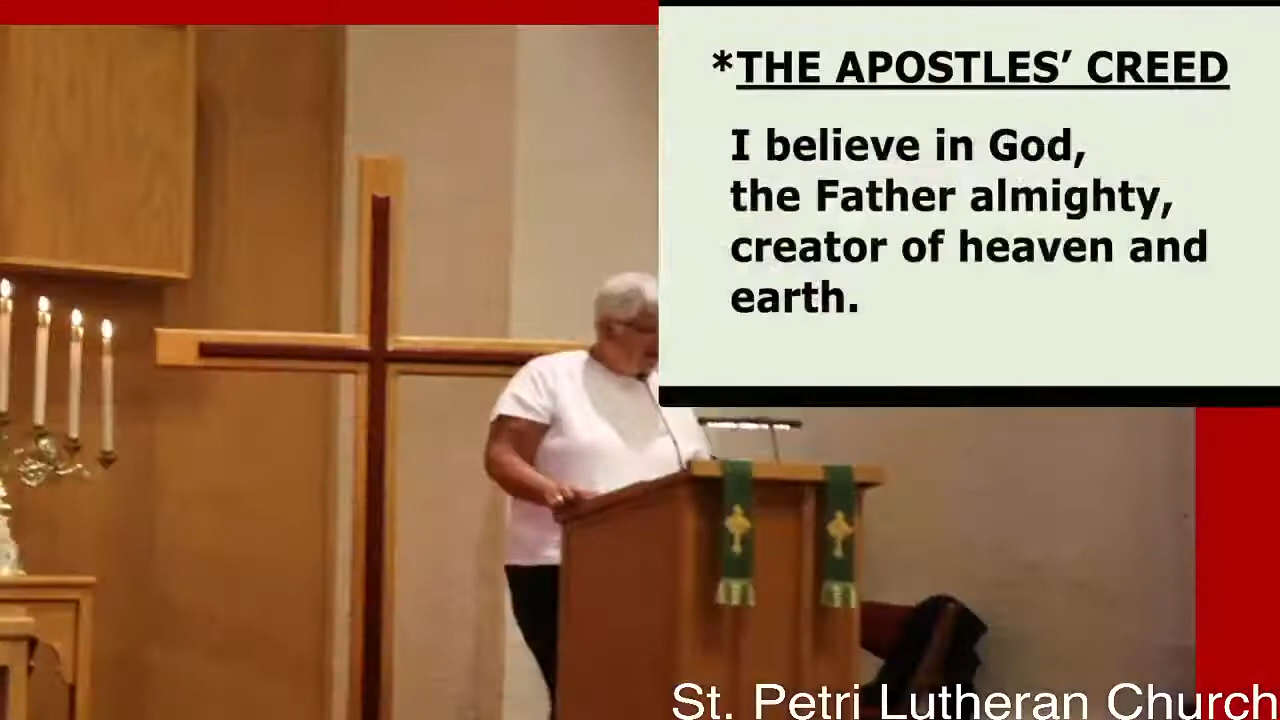 *THE APOSTLES’ CREED
I believe in God,
the Father almighty,
creator of heaven and
earth.
St. Petri Lutheran Church